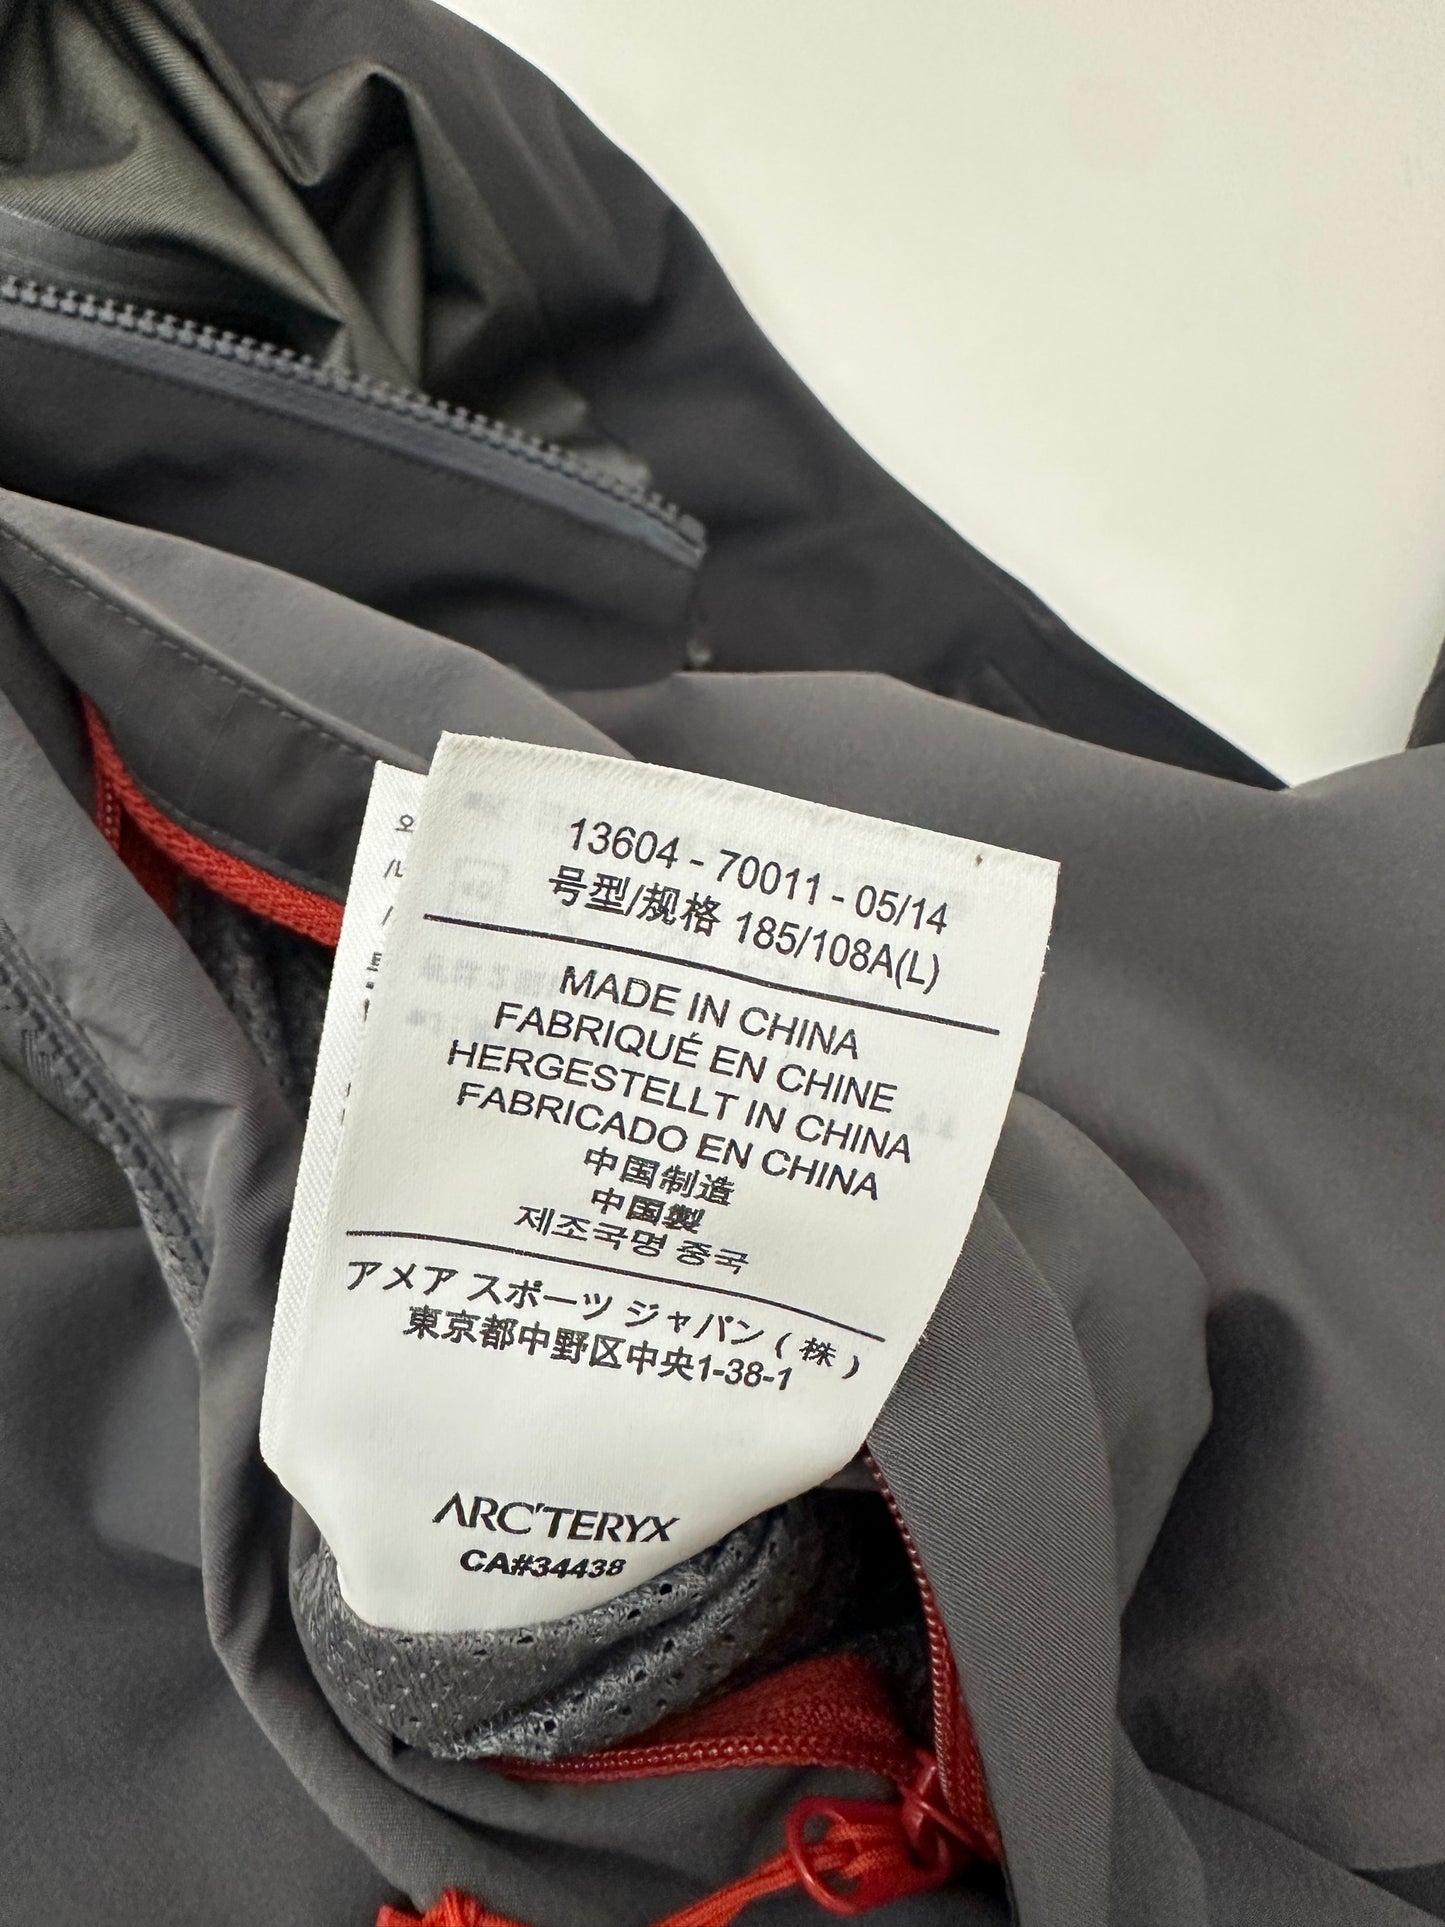 13604 - 70011 - 05/14
号型/规格 185/108A(L)
MADE IN CHINA
FABRIQUÉ EN CHINE
HERGESTELLT IN CHINA
FABRICADO EN CHINA
中国制造
中国製
제조국명 중국
アメア スポーツ ジャパン ( 株 )
東京都中野区中央1-38-1
ARC'TERYX
CA#34438